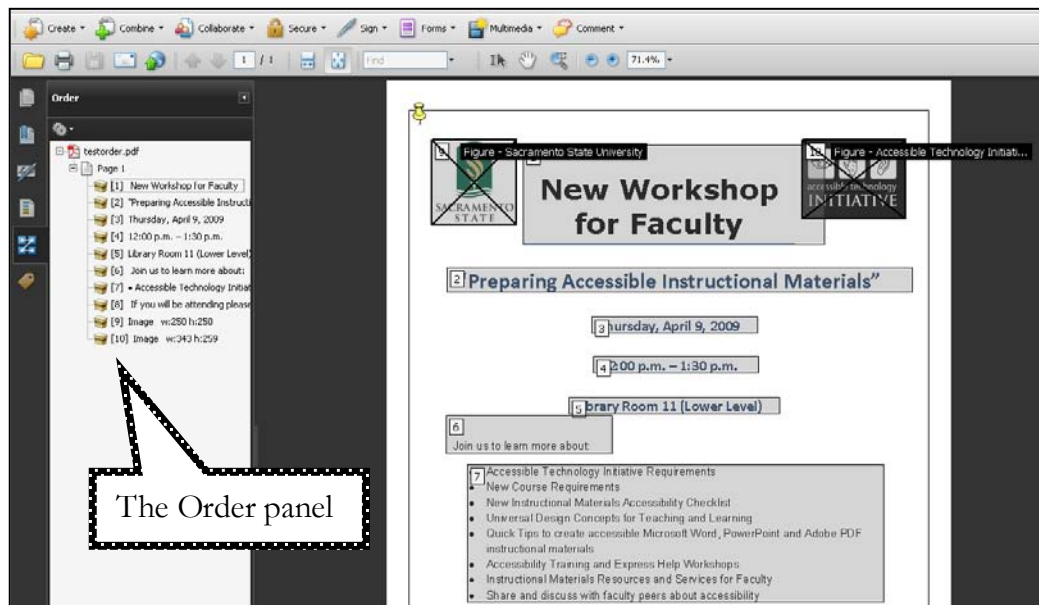 Create Combine Collaborate Secure Sign Forms Multimedia Comment
1 / 1 Find 71.4%
Order
testorder.pdf
Page 1
[1] New Workshop for Faculty
[2] "Preparing Accessible Instructi
[3] Thursday, April 9, 2009
[4] 12:00 p.m. – 1:30 p.m.
[5] Library Room 11 (Lower Level)
[6] Join us to learn more about:
[7] • Accessible Technology Initiat
[8] If you will be attending please
[9] Image w:250 h:250
[10] Image w:343 h:259
The Order panel
9 Figure - Sacramento State University
10 Figure - Accessible Technology Initiati...
SACRAMENTO
STATE
accessible technology
INITIATIVE
New Workshop
for Faculty
2 "Preparing Accessible Instructional Materials”
3 hursday, April 9, 2009
4 2:00 p.m. – 1:30 p.m.
5 brary Room 11 (Lower Level)
6
Join us to learn more about:
7 Accessible Technology Initiative Requirements
• New Course Requirements
• New Instructional Materials Accessibility Checklist
• Universal Design Concepts for Teaching and Learning
• Quick Tips to create accessible Microsoft Word, PowerPoint and Adobe PDF
instructional materials
• Accessibility Training and Express Help Workshops
• Instructional Materials Resources and Services for Faculty
• Share and discuss with faculty peers about accessibility